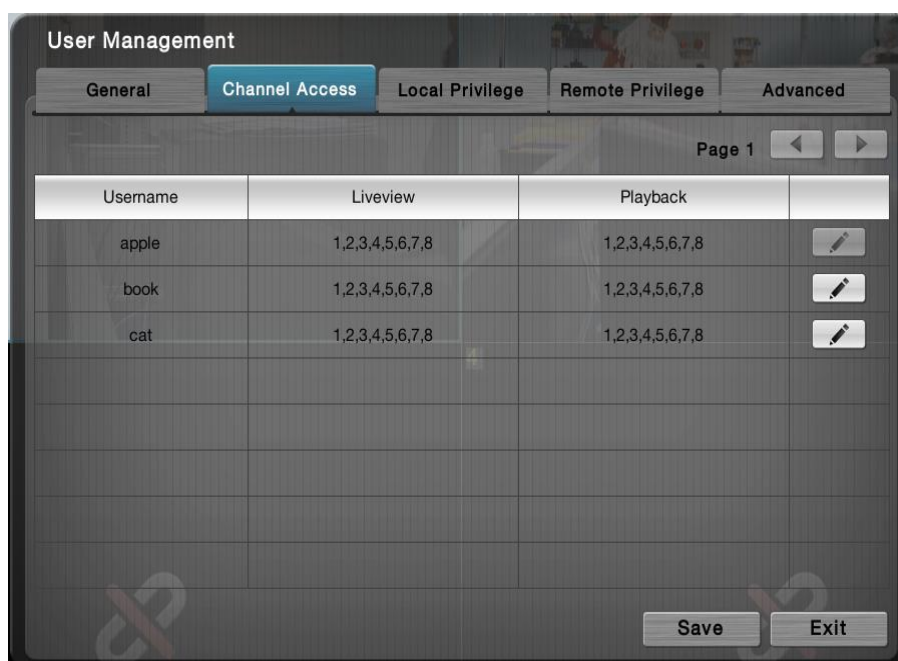 User Management
General Channel Access Local Privilege Remote Privilege Advanced
Page 1
Username Liveview Playback
apple 1,2,3,4,5,6,7,8 1,2,3,4,5,6,7,8
book 1,2,3,4,5,6,7,8 1,2,3,4,5,6,7,8
cat 1,2,3,4,5,6,7,8 1,2,3,4,5,6,7,8
4
Save Exit